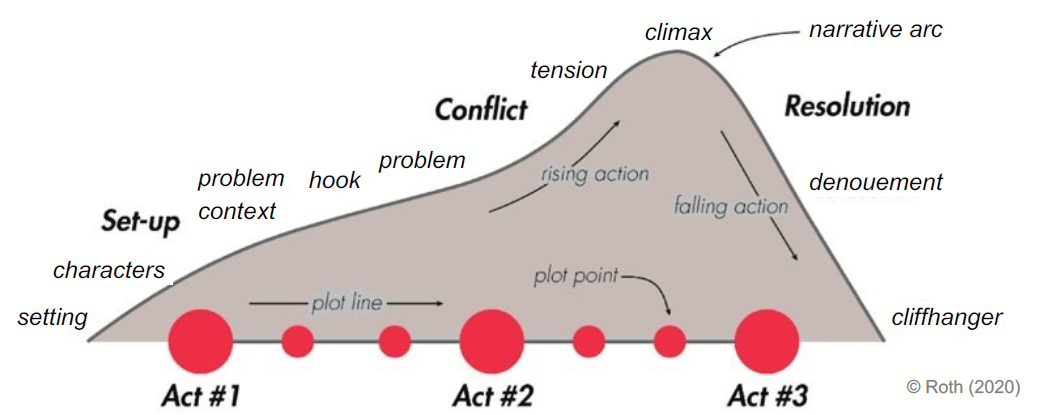 climax
narrative arc
tension
Conflict
Resolution
problem
rising action
problem
context
hook
denouement
falling action
Set-up
characters
plot point
plot line
setting
cliffhanger
Act #1
Act #2
Act #3
© Roth (2020)